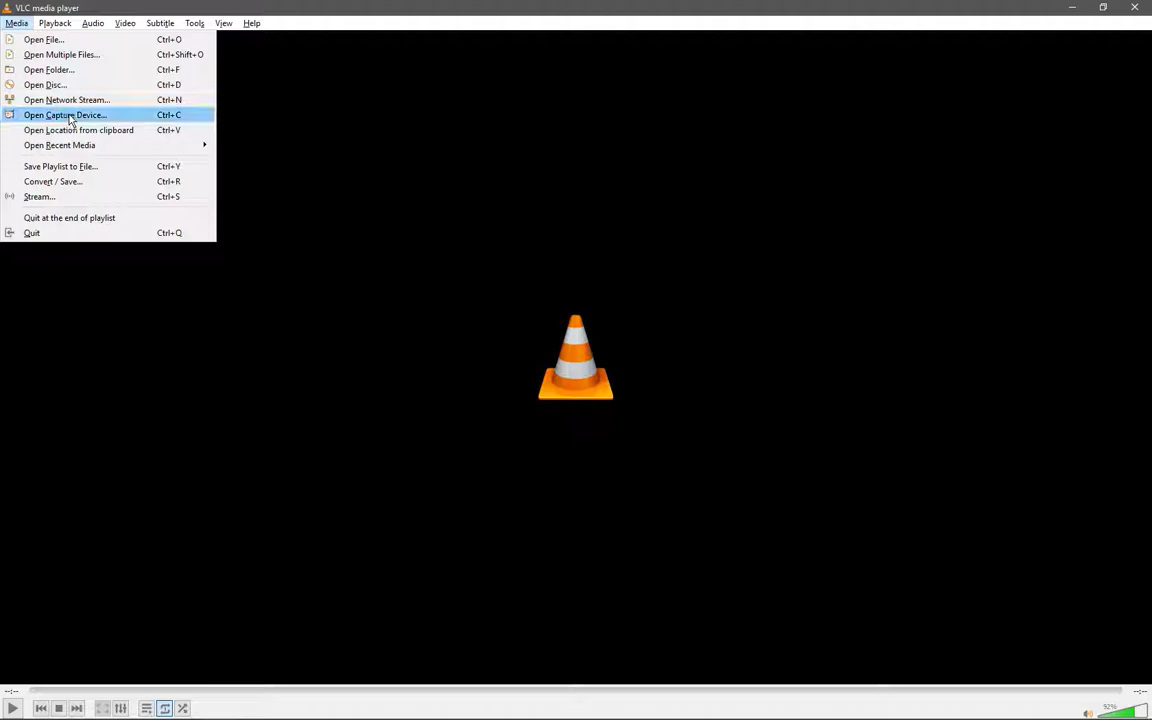 VLC media player
Media Playback Audio Video Subtitle Tools View Help
Open File... Ctrl+O
Open Multiple Files... Ctrl+Shift+O
Open Folder... Ctrl+F
Open Disc... Ctrl+D
Open Network Stream... Ctrl+N
Open Capture Device... Ctrl+C
Open Location from clipboard Ctrl+V
Open Recent Media
Save Playlist to File... Ctrl+Y
Convert / Save... Ctrl+R
Stream... Ctrl+S
Quit at the end of playlist
Quit Ctrl+Q
--:-- --:--
92%